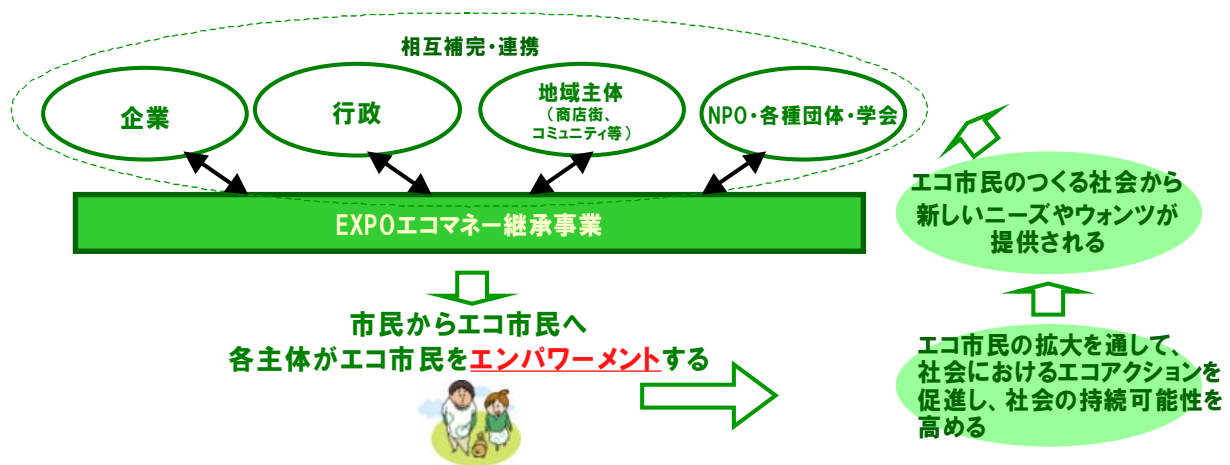 相互補完・連携
企業
行政
地域主体
（商店街、
コミュニティ等）
NPO・各種団体・学会
EXPOエコマネー継承事業
市民からエコ市民へ
各主体がエコ市民をエンパワーメントする
エコ市民のつくる社会から
新しいニーズやウォンツが
提供される
エコ市民の拡大を通して、
社会におけるエコアクションを
促進し、社会の持続可能性を
高める